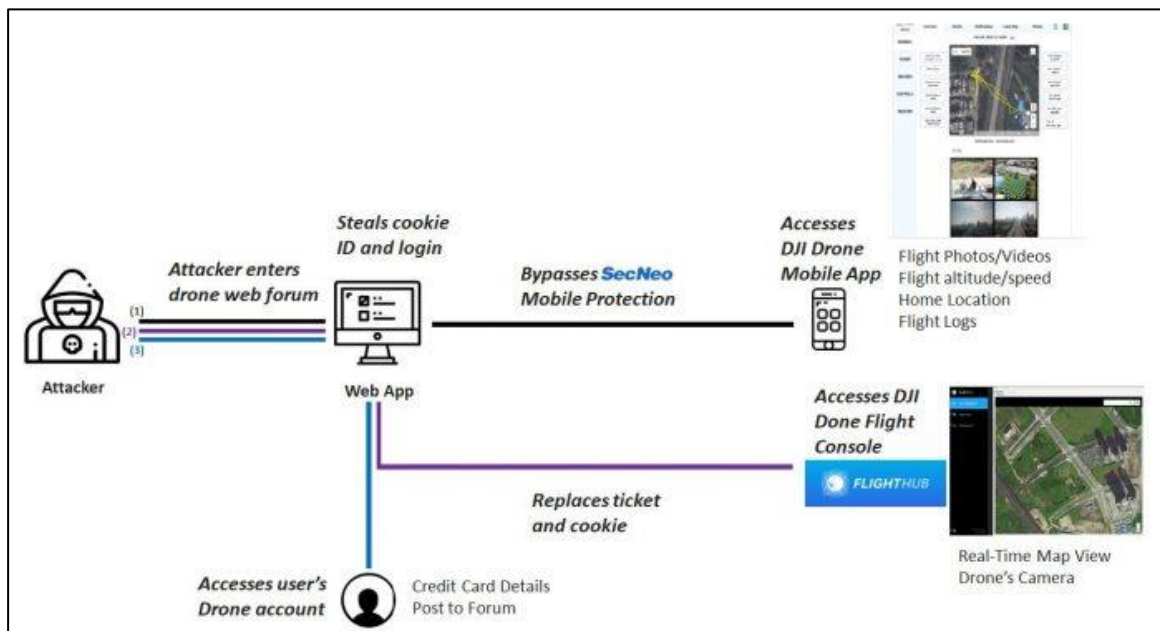 Steals cookie
ID and login
Attacker enters
drone web forum
(1)
(2)
(3)
Attacker
Web App
Bypasses SecNeo
Mobile Protection
Accesses
DJI Drone
Mobile App
Flight Photos/Videos
Flight altitude/speed
Home Location
Flight Logs
Accesses DJI
Done Flight
Console
FLIGHTHUB
Replaces ticket
and cookie
Real-Time Map View
Drone's Camera
Accesses user's
Drone account
Credit Card Details
Post to Forum